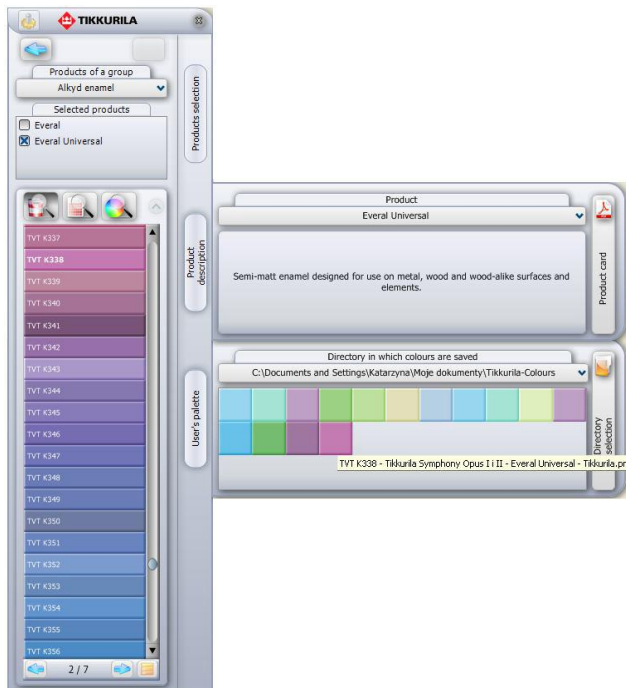 TIKKURILA
Products of a group
Alkyd enamel
Selected products
Everal
Everal Universal
TVT K337
TVT K338
TVT K339
TVT K340
TVT K341
TVT K342
TVT K343
TVT K344
TVT K345
TVT K346
TVT K347
TVT K348
TVT K349
TVT K350
TVT K351
TVT K352
TVT K353
TVT K354
TVT K355
TVT K356
2 / 7
Products selection
Product
description
User's palette
Product
Everal Universal
Semi-matt enamel designed for use on metal, wood and wood-alike surfaces and
elements.
Product card
Directory in which colours are saved
C:\Documents and Settings\Katarzyna\Moje dokumenty\Tikkurila-Colours
Directory
selection
TVT K338 - Tikkurila Symphony Opus I i II - Everal Universal - Tikkurila.pr